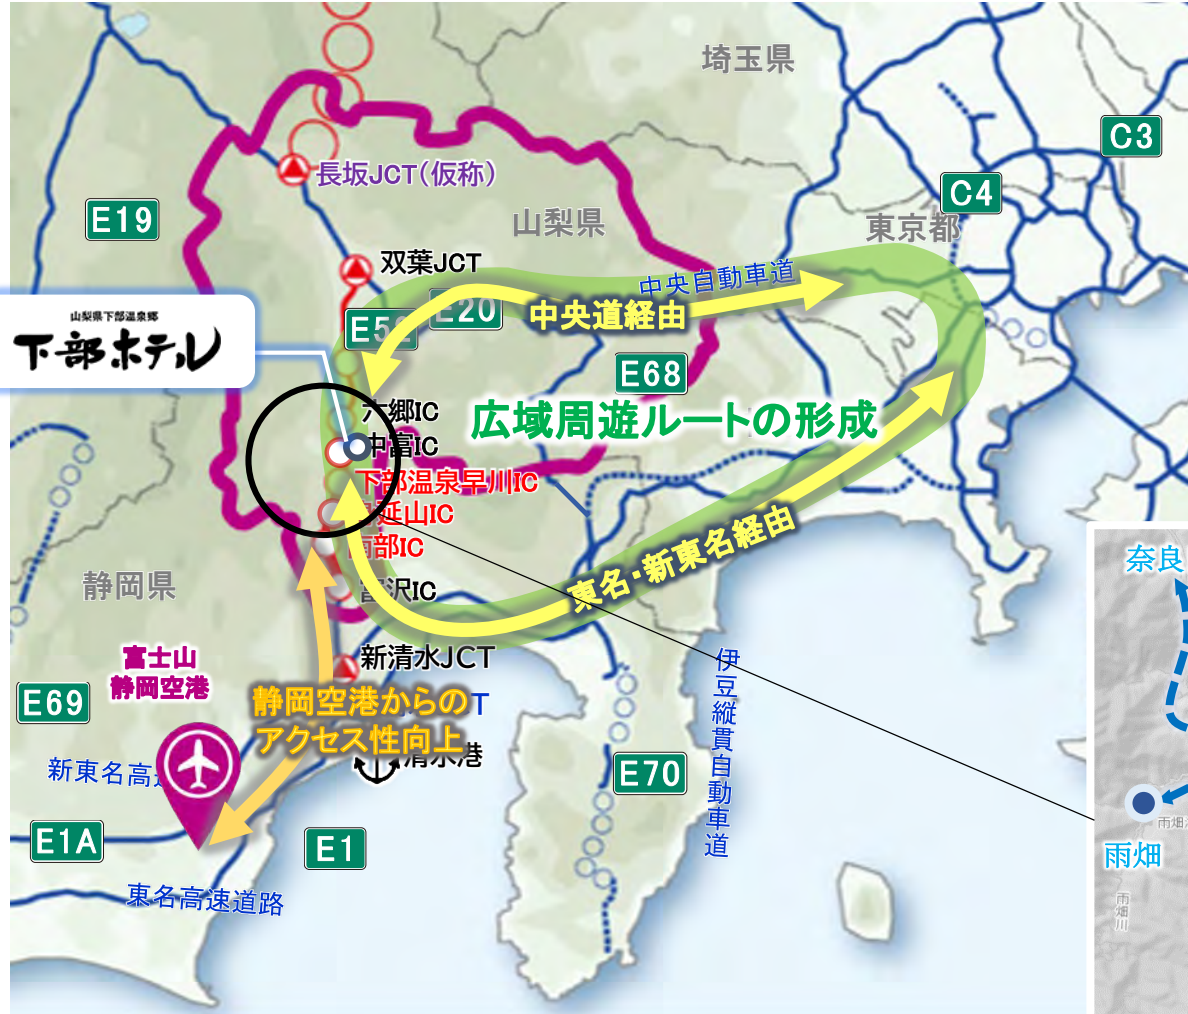 埼玉県
C3
長坂JCT(仮称)
C4
E19
山梨県
東京都
双葉JCT
中央自動車道
E20
中央道経由
山梨県下部温泉郷
下部ホテル
E52
E68
六郷IC
広域周遊ルートの形成
中富IC
下部温泉早川IC
身延山IC
南部IC
東名・新東名経由
奈良
静岡県
富沢IC
富士山
静岡空港
新清水JCT
伊豆縦貫自動車道
E69
静岡空港からの
アクセス性向上
T
清水港
新東名高速
E70
雨畑
E1A
E1
雨畑
雨畑川
東名高速道路